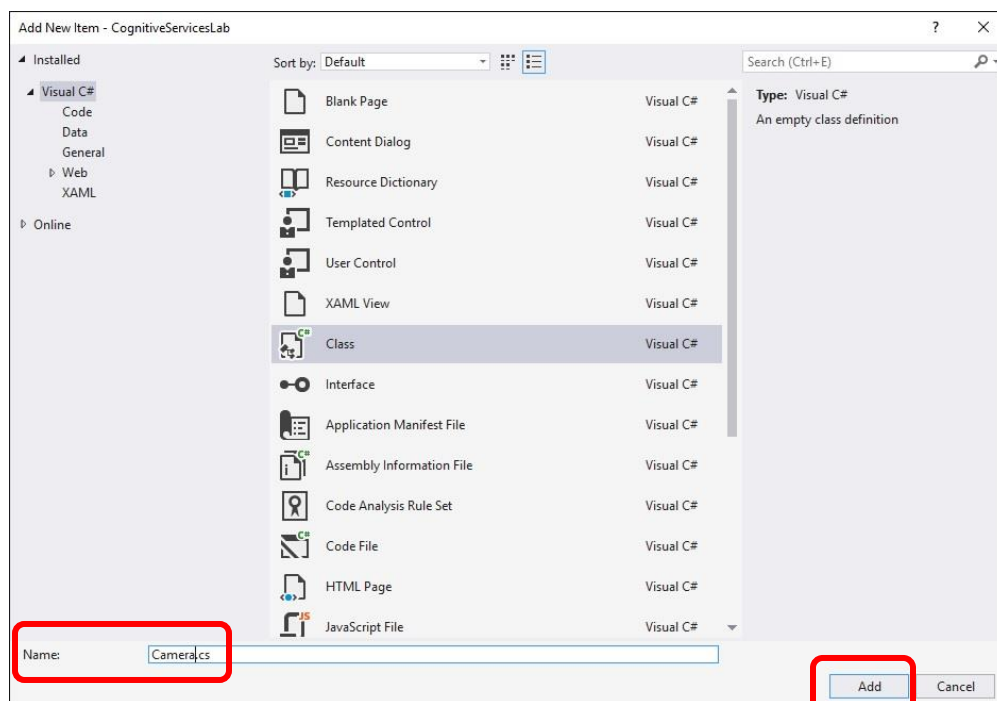 Add New Item - CognitiveServicesLab
?
Installed
Sort by: Default
Search (Ctrl+E)
Visual C#
Code
Data
General
Web
XAML
Online
Blank Page Visual C#
Content Dialog Visual C#
Resource Dictionary Visual C#
Templated Control Visual C#
User Control Visual C#
XAML View Visual C#
Class Visual C#
Interface Visual C#
Application Manifest File Visual C#
Assembly Information File Visual C#
Code Analysis Rule Set Visual C#
Code File Visual C#
HTML Page Visual C#
JavaScript File Visual C#
Type: Visual C#
An empty class definition
Name: Camera.cs
Add Cancel